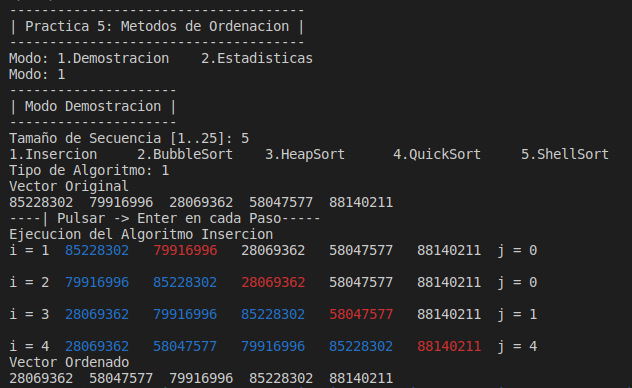 -------------------------------------
| Practica 5: Metodos de Ordenacion |
-------------------------------------
Modo: 1.Demostracion    2.Estadisticas
Modo: 1
---------------------
| Modo Demostracion |
---------------------
Tamaño de Secuencia [1..25]: 5
1.Insercion     2.BubbleSort    3.HeapSort      4.QuickSort     5.ShellSort
Tipo de Algoritmo: 1
Vector Original
85228302  79916996  28069362  58047577  88140211
----| Pulsar -> Enter en cada Paso-----
Ejecucion del Algoritmo Insercion
i = 1  85228302   79916996   28069362   58047577   88140211  j = 0
i = 2  79916996   85228302   28069362   58047577   88140211  j = 0
i = 3  28069362   79916996   85228302   58047577   88140211  j = 1
i = 4  28069362   58047577   79916996   85228302   88140211  j = 4
Vector Ordenado
28069362  58047577  79916996  85228302  88140211